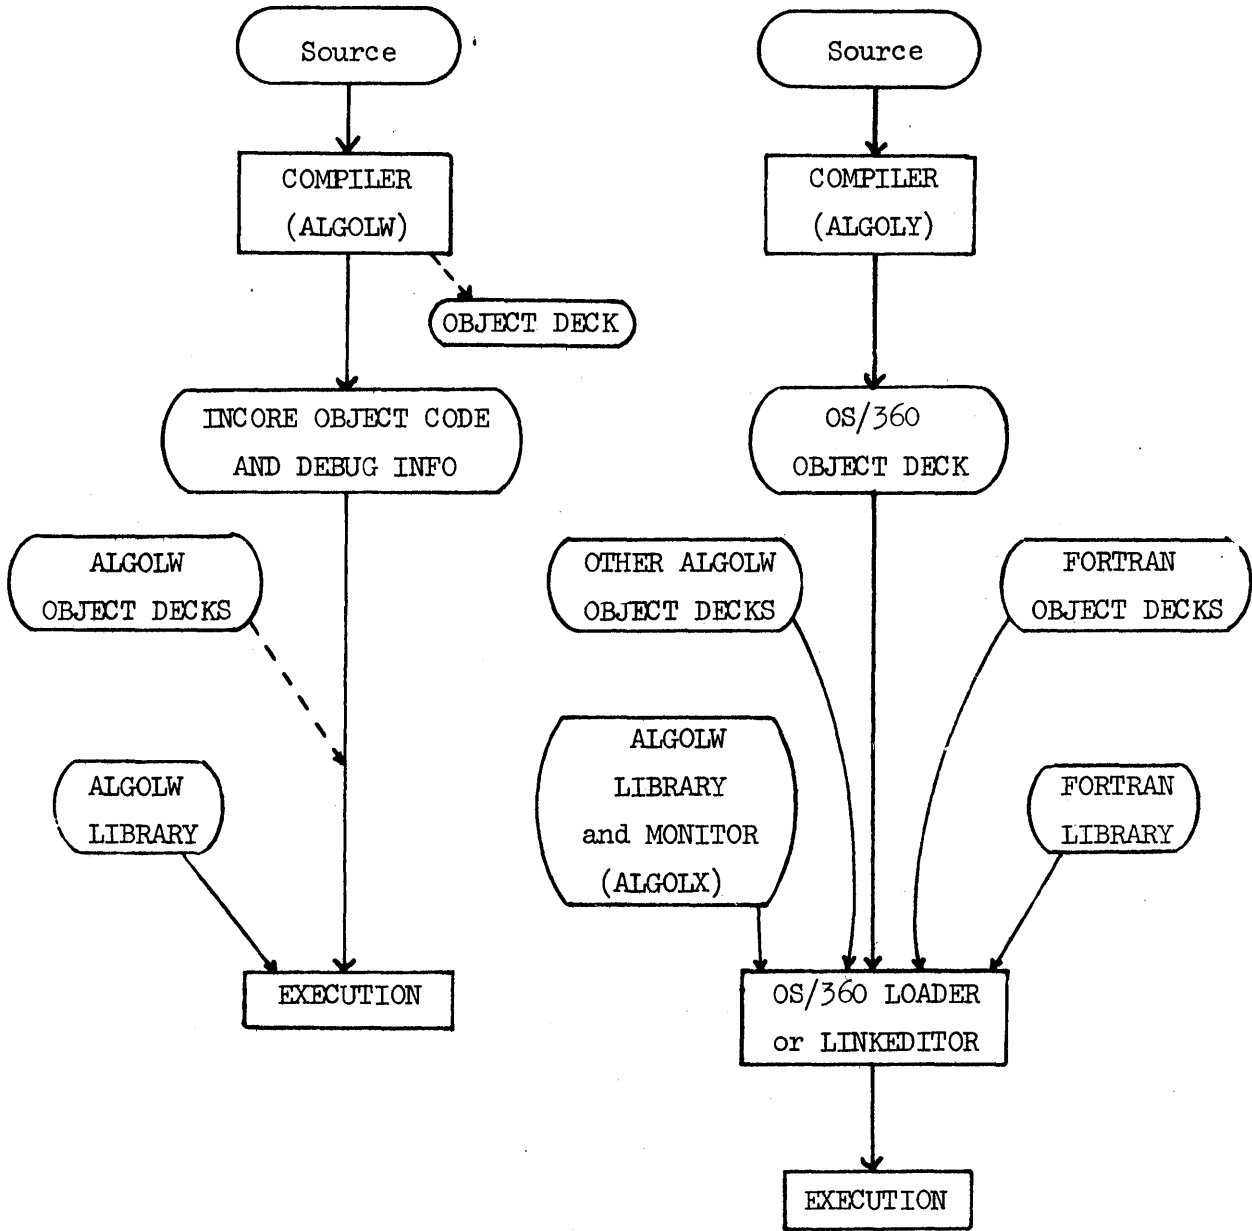 Source
COMPILER
(ALGOLW)
OBJECT DECK
INCORE OBJECT CODE
AND DEBUG INFO
ALGOLW
OBJECT DECKS
ALGOLW
LIBRARY
EXECUTION
Source
COMPILER
(ALGOLY)
OS/360
OBJECT DECK
OTHER ALGOLW
OBJECT DECKS
FORTRAN
OBJECT DECKS
ALGOLW
LIBRARY
and MONITOR
(ALGOLX)
FORTRAN
LIBRARY
OS/360 LOADER
or LINKEDITOR
EXECUTION